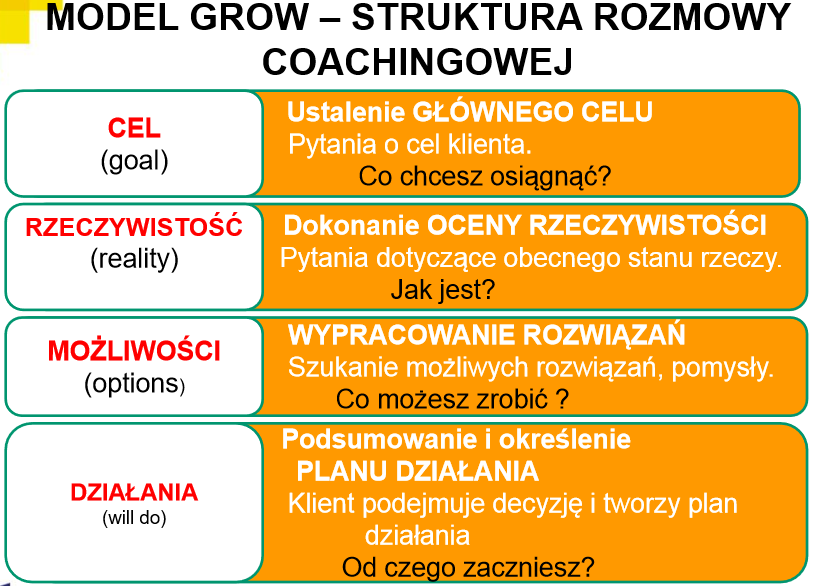 MODEL GROW – STRUKTURA ROZMOWY
COACHINGOWEJ
CEL
(goal)
Ustalenie GŁÓWNEGO CELU
Pytania o cel klienta.
Co chcesz osiągnąć?
RZECZYWISTOŚĆ
(reality)
Dokonanie OCENY RZECZYWISTOŚCI
Pytania dotyczące obecnego stanu rzeczy.
Jak jest?
MOŻLIWOŚCI
(options)
WYPRACOWANIE ROZWIĄZAŃ
Szukanie możliwych rozwiązań, pomysły.
Co możesz zrobić ?
DZIAŁANIA
(will do)
Podsumowanie i określenie
PLANU DZIAŁANIA
Klient podejmuje decyzję i tworzy plan
działania
Od czego zaczniesz?